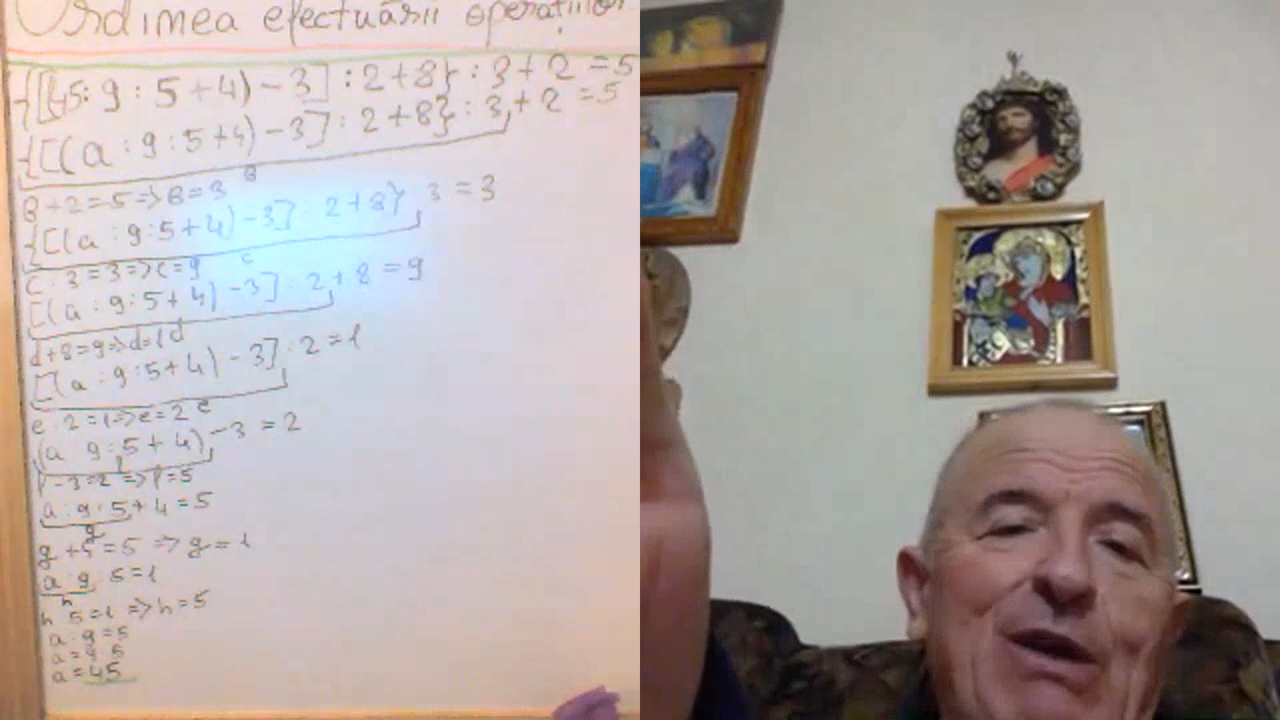 Ordinea efectuării operațiilor
{[(45:9:5+4)-3]:2+8}:3+2=5
{[(a:9:5+4)-3]:2+8}:3+2=5
B
B+2=5=>B=3
{[(a:9:5+4)-3]:2+8} 3=3
c
c:3=3=>c=9
[(a:9:5+4)-3]:2+8=9
d
d+8=9=>d=1
[(a:9:5+4)-3]:2=1
e
e:2=1=>e=2
(a 9:5+4)-3=2
f
f-3=2=>f=5
a:9:5+4=5
g
g+5=5=>g=1
a 9 5=1
h
h 5=1=>h=5
a:9=5
a=9 5
a=45